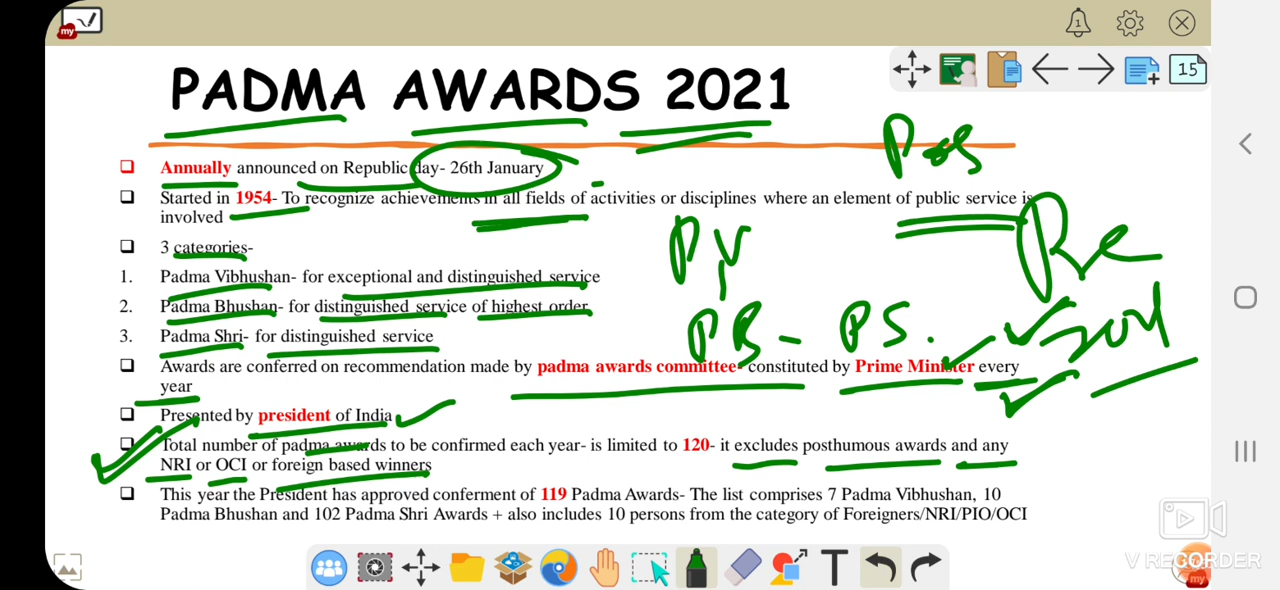 my
1
PADMA AWARDS 2021
15
Annually announced on Republic day- 26th January
Pos
Started in 1954- To recognize achievements in all fields of activities or disciplines where an element of public service is
involved
3 categories-
PV
Re
1. Padma Vibhushan- for exceptional and distinguished service
2. Padma Bhushan- for distinguished service of highest order
PB - PS.
3. Padma Shri- for distinguished service
Awards are conferred on recommendation made by padma awards committee- constituted by Prime Minister every
year
Presented by president of India
Total number of padma awards to be confirmed each year- is limited to 120- it excludes posthumous awards and any
NRI or OCI or foreign based winners
This year the President has approved conferment of 119 Padma Awards- The list comprises 7 Padma Vibhushan, 10
Padma Bhushan and 102 Padma Shri Awards + also includes 10 persons from the category of Foreigners/NRI/PIO/OCI
T
V RECORDER
my